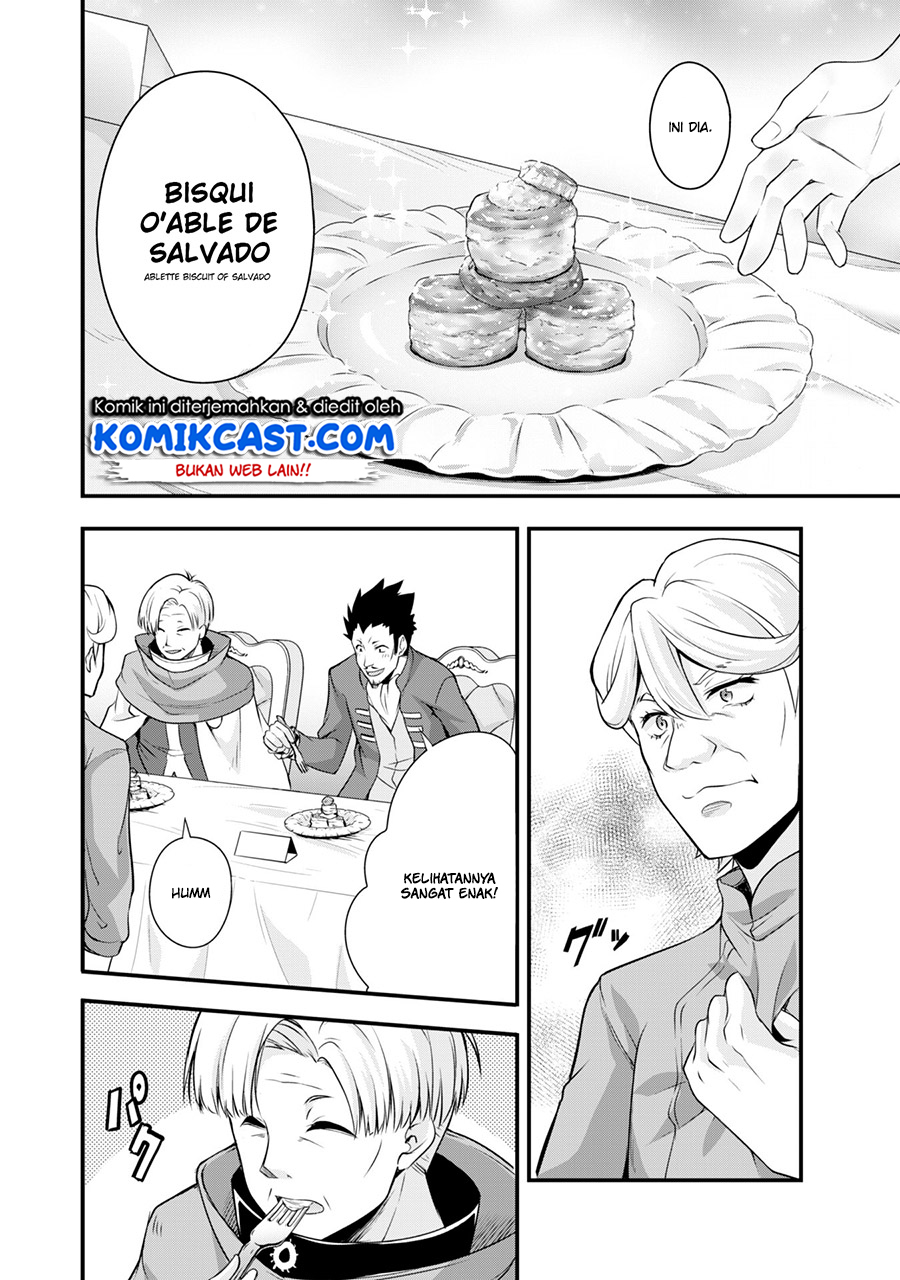 INI DIA.
BISQUI
O'ABLE DE
SALVADO
ABLETTE BISCUIT OF SALVADO
Komik ini diterjemahkan & diedit oleh
KOMIKCAST.COM
BUKAN WEB LAIN!!
グッ
KELIHATANNYA
SANGAT ENAK!
HUMM
パク